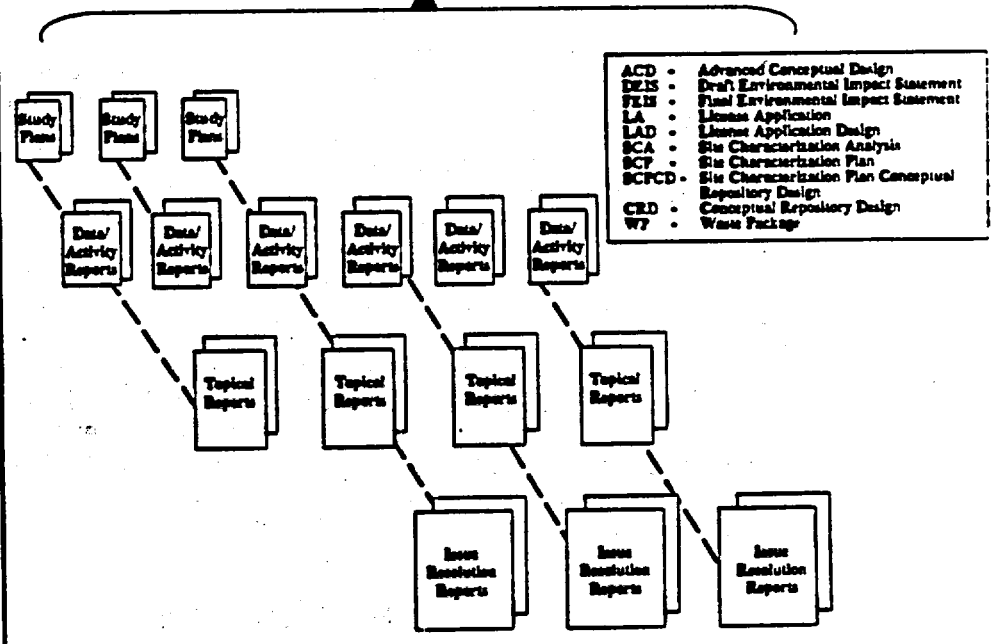 ACD - Advanced Conceptual Design
DEIS - Draft Environmental Impact Statement
FEIS - Final Environmental Impact Statement
LA - License Application
LAD - License Application Design
SCA - Site Characterization Analysis
SCP - Site Characterization Plan
SCPCD - Site Characterization Plan Conceptual
Repository Design
CRD - Conceptual Repository Design
WP - Waste Package
Study
Plans
Study
Plans
Study
Plans
Data/
Activity
Reports
Data/
Activity
Reports
Data/
Activity
Reports
Data/
Activity
Reports
Data/
Activity
Reports
Data/
Activity
Reports
Topical
Reports
Topical
Reports
Topical
Reports
Topical
Reports
Issue
Resolution
Reports
Issue
Resolution
Reports
Issue
Resolution
Reports